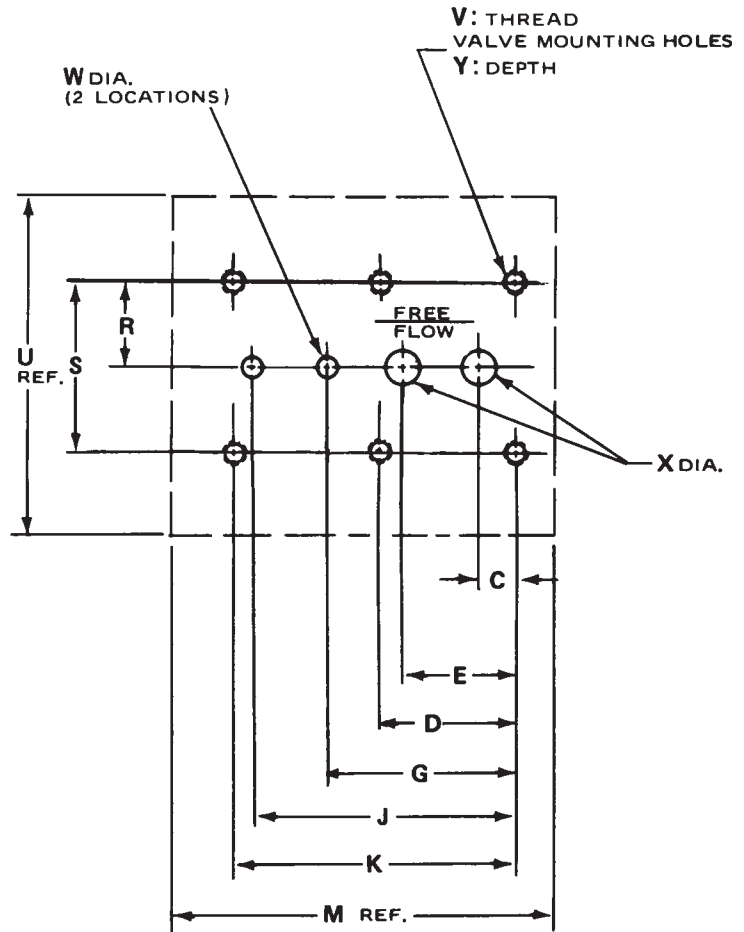 V: THREAD
VALVE MOUNTING HOLES
Y: DEPTH
W DIA.
(2 LOCATIONS)
FREE
FLOW
R
U
REF.
S
X DIA.
C
E
D
G
J
K
M REF.